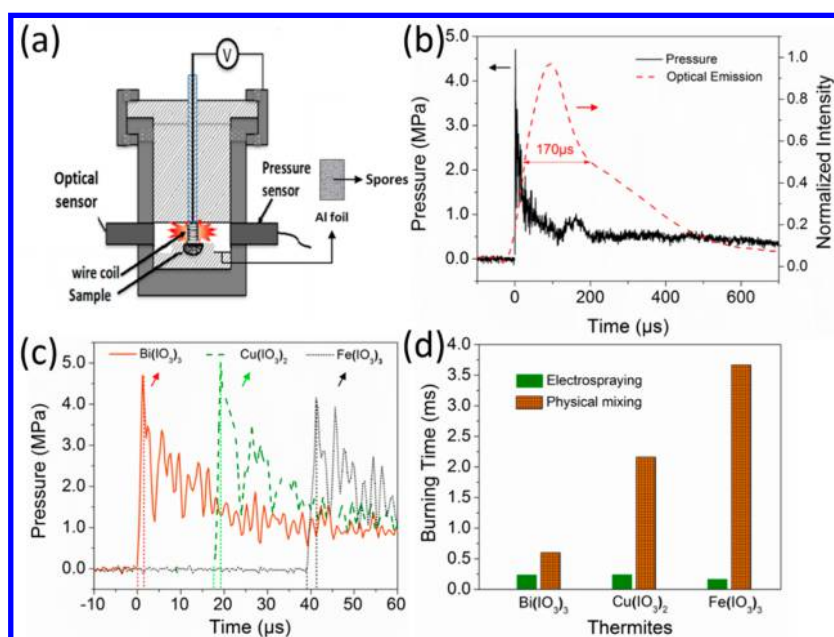 (a)
V
Optical
sensor
Pressure
sensor
Spores
Al foil
wire coil
Sample
(b)
Pressure
Optical Emission
170μs
5.0
4.0
3.0
2.0
1.0
0.0
Pressure (MPa)
1.0
0.8
0.6
0.4
0.2
0.0
Normalized Intensity
0 200 400 600
Time (μs)
(c)
Bi(IO₃)₃ Cu(IO₃)₂ Fe(IO₃)₃
5.0
4.0
3.0
2.0
1.0
0.0
Pressure (MPa)
-10 0 10 20 30 40 50 60
Time (μs)
(d)
Electrospraying
Physical mixing
4.0
3.5
3.0
2.5
2.0
1.5
1.0
0.5
0.0
Burning Time (ms)
Bi(IO₃)₃ Cu(IO₃)₂ Fe(IO₃)₃
Thermites